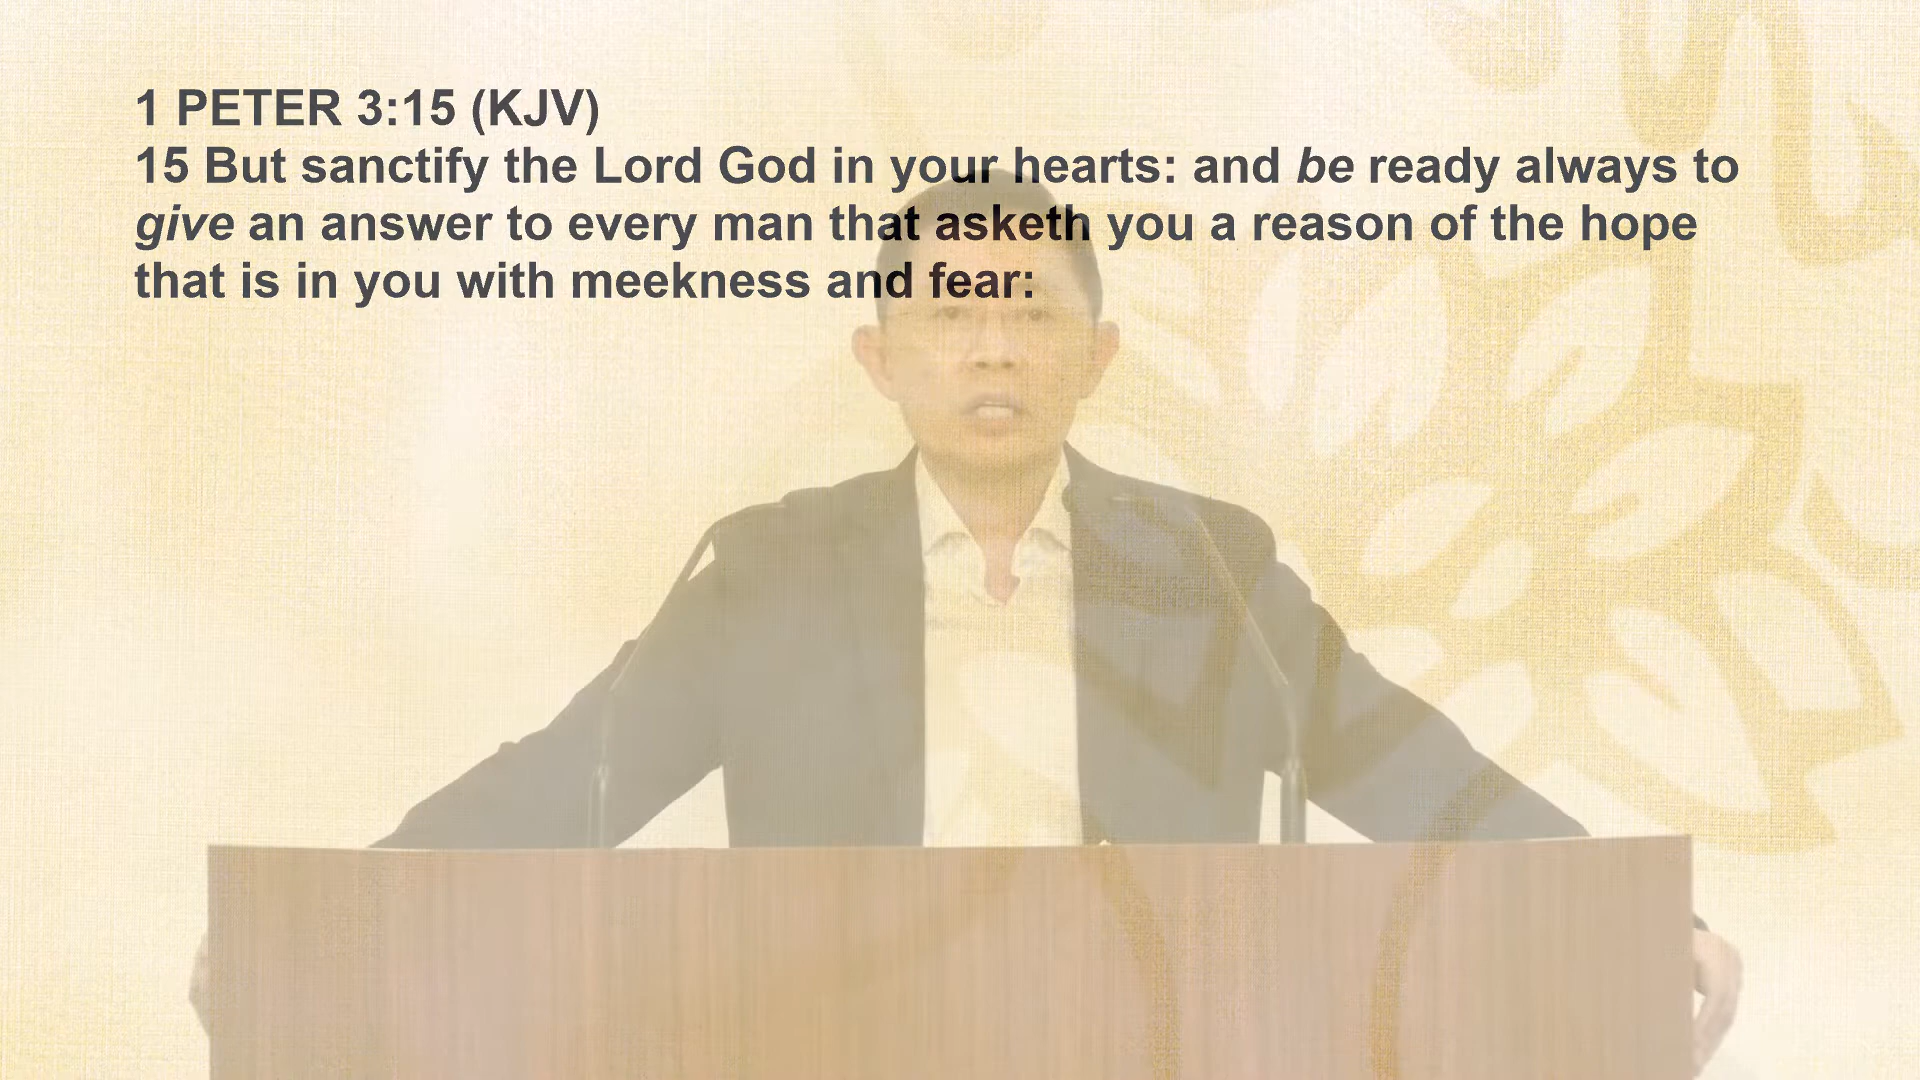 1 PETER 3:15 (KJV)
15 But sanctify the Lord God in your hearts: and be ready always to
give an answer to every man that asketh you a reason of the hope
that is in you with meekness and fear: